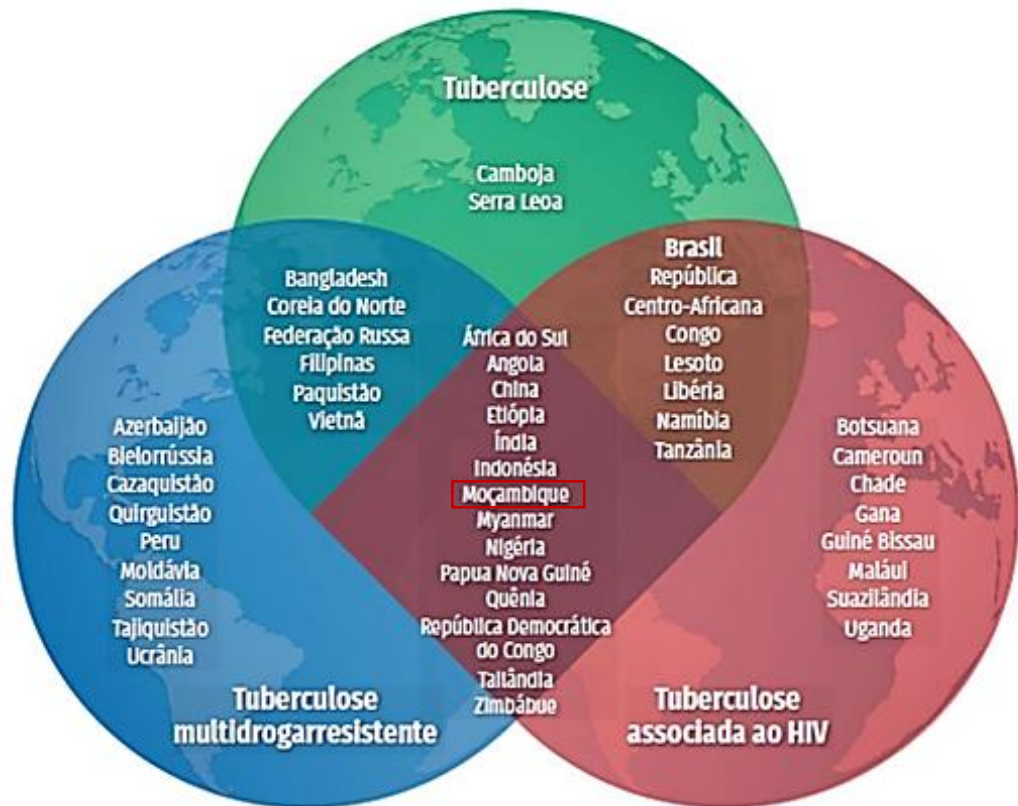 Tuberculose
Camboja
Serra Leoa
Bangladesh
Coreia do Norte
Federação Russa
Filipinas
Paquistão
Vietnã
Brasil
República
Centro-Africana
Congo
Lesoto
Libéria
Namíbia
Tanzânia
África do Sul
Angola
China
Etiópia
Índia
Indonésia
Moçambique
Myanmar
Nigéria
Papua Nova Guiné
Quênia
República Democrática
do Congo
Tailândia
Zimbábue
Azerbaijão
Bielorrússia
Cazaquistão
Quirguistão
Peru
Moldávia
Somália
Tajiquistão
Ucrânia
Botsuana
Cameroun
Chade
Gana
Guiné Bissau
Maláui
Suazilândia
Uganda
Tuberculose
multidrogarresistente
Tuberculose
associada ao HIV